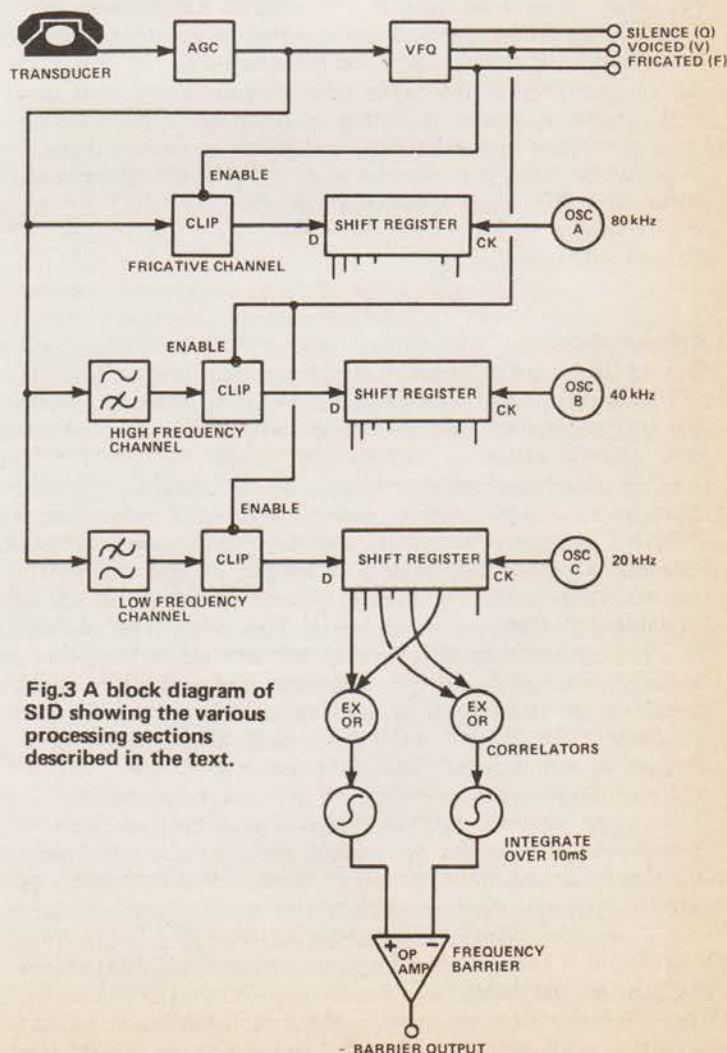 SILENCE (Q)
AGC
VFQ
VOICED (V)
FRICATED (F)
TRANSDUCER
ENABLE
CLIP
SHIFT REGISTER
OSC
A
80 kHz
D
CK
FRICATIVE CHANNEL
ENABLE
CLIP
SHIFT REGISTER
OSC
B
40 kHz
D
CK
HIGH FREQUENCY
CHANNEL
ENABLE
CLIP
SHIFT REGISTER
OSC
C
20 kHz
D
CK
LOW FREQUENCY
CHANNEL
Fig.3 A block diagram of
SID showing the various
processing sections
described in the text.
EX
OR
EX
OR
CORRELATORS
INTEGRATE
OVER 10mS
+ −
OP
AMP
FREQUENCY
BARRIER
- BARRIER OUTPUT